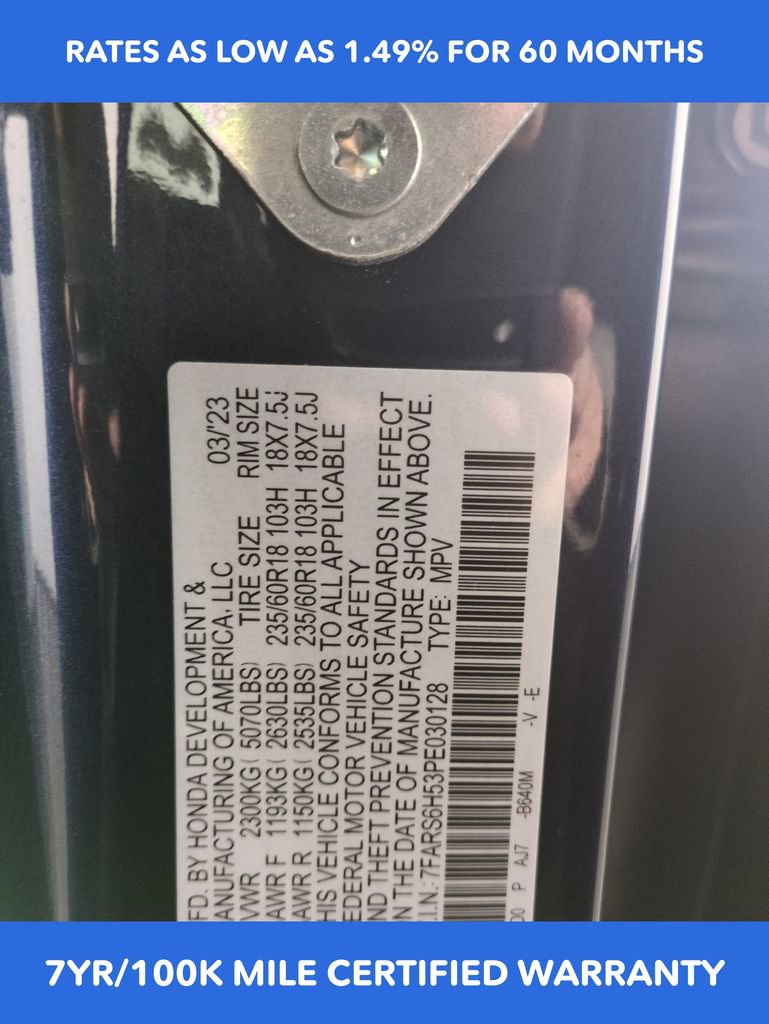 RATES AS LOW AS 1.49% FOR 60 MONTHS
FD. BY HONDA DEVELOPMENT &
ANUFACTURING OF AMERICA, LLC 03/'23
VWR 2300KG( 5070LBS) TIRE SIZE RIM SIZE
AWR F 1193KG( 2630LBS) 235/60R18 103H 18X7.5J
AWR R 1150KG( 2535LBS) 235/60R18 103H 18X7.5J
HIS VEHICLE CONFORMS TO ALL APPLICABLE
EDERAL MOTOR VEHICLE SAFETY
ND THEFT PREVENTION STANDARDS IN EFFECT
N THE DATE OF MANUFACTURE SHOWN ABOVE.
.I.N.: 7FARS6H53PE030128 TYPE: MPV
D0 P AJ7 -B640M -V -E
7YR/100K MILE CERTIFIED WARRANTY